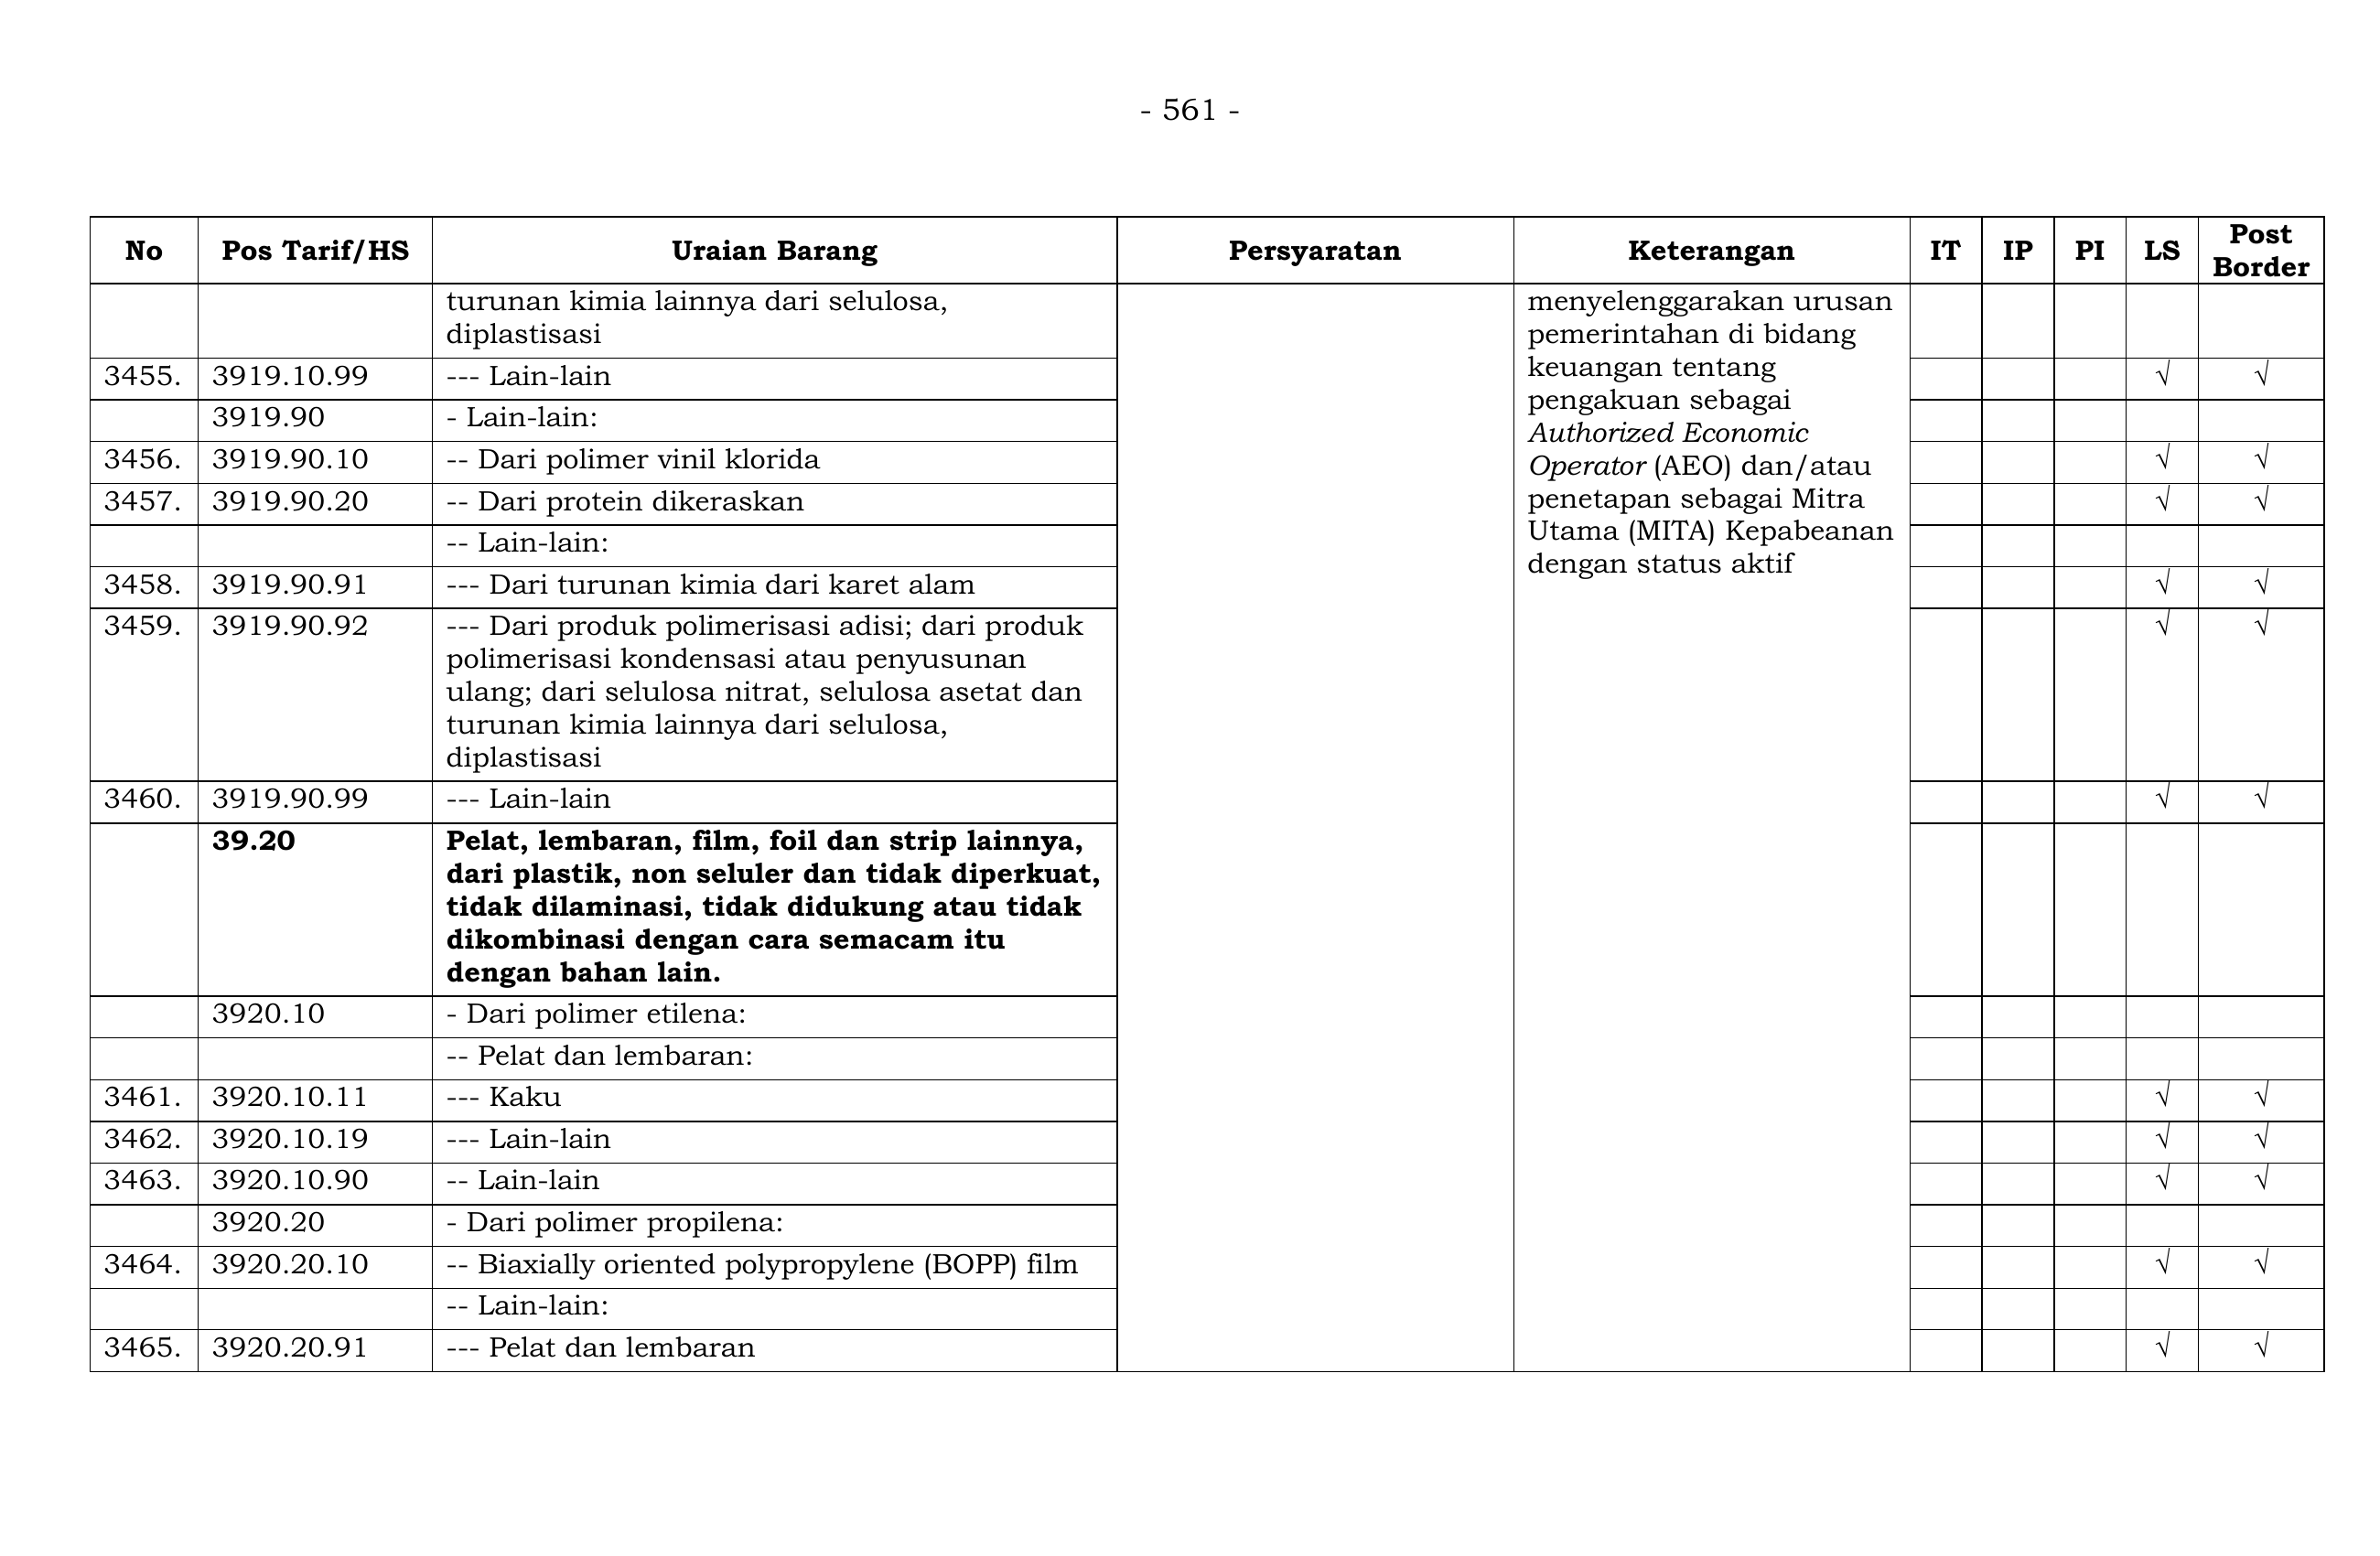 - 561 -
No Pos Tarif/HS Uraian Barang Persyaratan Keterangan IT IP PI LS Post Border
turunan kimia lainnya dari selulosa,
diplastisasi
menyelenggarakan urusan
pemerintahan di bidang
keuangan tentang
pengakuan sebagai
Authorized Economic
Operator (AEO) dan/atau
penetapan sebagai Mitra
Utama (MITA) Kepabeanan
dengan status aktif
3455. 3919.10.99 --- Lain-lain √ √
3919.90 - Lain-lain:
3456. 3919.90.10 -- Dari polimer vinil klorida √ √
3457. 3919.90.20 -- Dari protein dikeraskan √ √
-- Lain-lain:
3458. 3919.90.91 --- Dari turunan kimia dari karet alam √ √
3459. 3919.90.92 --- Dari produk polimerisasi adisi; dari produk √ √
polimerisasi kondensasi atau penyusunan
ulang; dari selulosa nitrat, selulosa asetat dan
turunan kimia lainnya dari selulosa,
diplastisasi
3460. 3919.90.99 --- Lain-lain √ √
39.20 Pelat, lembaran, film, foil dan strip lainnya,
dari plastik, non seluler dan tidak diperkuat,
tidak dilaminasi, tidak didukung atau tidak
dikombinasi dengan cara semacam itu
dengan bahan lain.
3920.10 - Dari polimer etilena:
-- Pelat dan lembaran:
3461. 3920.10.11 --- Kaku √ √
3462. 3920.10.19 --- Lain-lain √ √
3463. 3920.10.90 -- Lain-lain √ √
3920.20 - Dari polimer propilena:
3464. 3920.20.10 -- Biaxially oriented polypropylene (BOPP) film √ √
-- Lain-lain:
3465. 3920.20.91 --- Pelat dan lembaran √ √